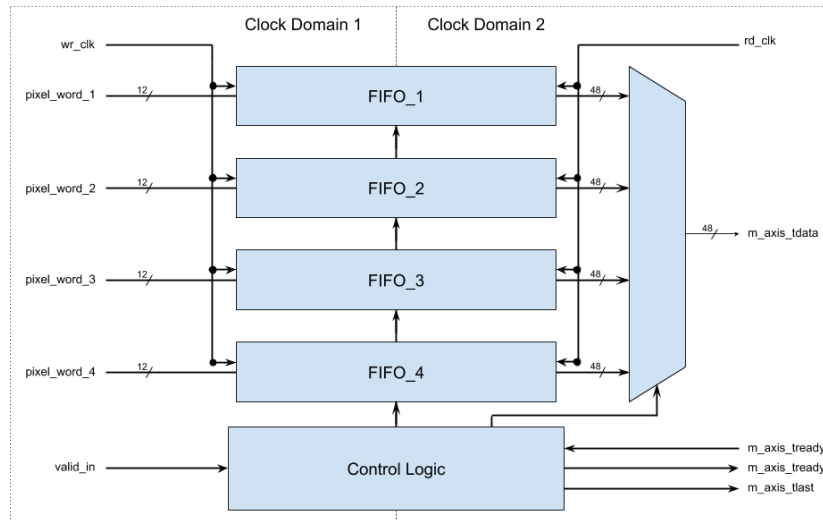 Clock Domain 1
Clock Domain 2
wr_clk
rd_clk
pixel_word_1
12
FIFO_1
48
pixel_word_2
12
FIFO_2
48
48
m_axis_tdata
pixel_word_3
12
FIFO_3
48
pixel_word_4
12
FIFO_4
48
m_axis_tready
valid_in
Control Logic
m_axis_tready
m_axis_tlast